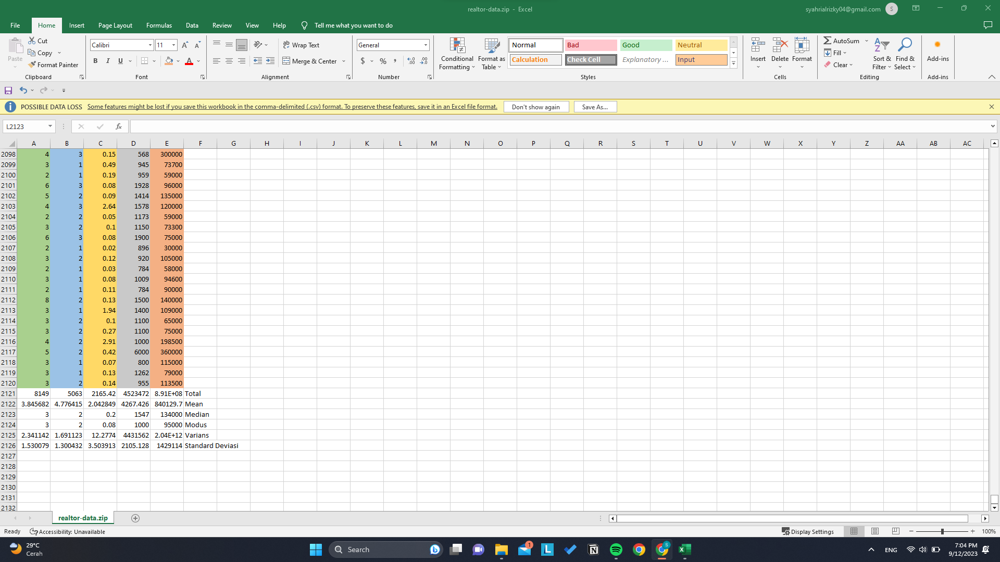 realtor-data.zip - Excel
syahrialrizky04@gmail.com S
File Home Insert Page Layout Formulas Data Review View Help Tell me what you want to do
Paste
Cut
Copy
Format Painter
Clipboard
Calibri 11 A A
B I U A
Font
ab Wrap Text
Merge & Center
Alignment
General
$ % ,
Number
Conditional Formatting
Format as Table
Normal Bad Good Neutral
Calculation Check Cell Explanatory ... Input
Styles
Insert Delete Format
Cells
AutoSum
Fill
Clear
Sort & Filter
Find & Select
Editing
Add-ins
Add-ins
POSSIBLE DATA LOSS Some features might be lost if you save this workbook in the comma-delimited (.csv) format. To preserve these features, save it in an Excel file format. Don't show again Save As...
L2123 fx
A B C D E F G H I J K L M N O P Q R S T U V W X Y Z AA AB AC
2098 4 3 0.15 568 300000
2099 3 1 0.49 945 73700
2100 2 1 0.19 959 59000
2101 6 3 0.08 1928 96000
2102 5 2 0.09 1414 135000
2103 4 3 2.64 1578 120000
2104 2 2 0.05 1173 59000
2105 3 2 0.1 1150 73300
2106 6 3 0.08 1900 75000
2107 2 1 0.02 896 30000
2108 3 2 0.12 920 105000
2109 2 1 0.03 784 58000
2110 3 1 0.08 1009 94600
2111 2 1 0.11 784 90000
2112 8 2 0.13 1500 140000
2113 3 1 1.94 1400 109000
2114 3 2 0.1 1100 65000
2115 3 2 0.27 1100 75000
2116 4 2 2.91 1000 198500
2117 5 2 0.42 6000 360000
2118 3 1 0.07 800 115000
2119 3 1 0.13 1262 79000
2120 3 2 0.14 955 113500
2121 8149 5063 2165.42 4523472 8.91E+08 Total
2122 3.845682 4.776415 2.042849 4267.426 840129.7 Mean
2123 3 2 0.2 1547 134000 Median
2124 3 2 0.08 1000 95000 Modus
2125 2.341142 1.691123 12.2774 4431562 2.04E+12 Varians
2126 1.530079 1.300432 3.503913 2105.128 1429114 Standard Deviasi
2127
2128
2129
2130
2131
2132
realtor-data.zip
Ready Accessibility: Unavailable Display Settings 100%
29°C
Cerah
Search
1
L
N
S
X
ENG
7:04 PM
9/12/2023